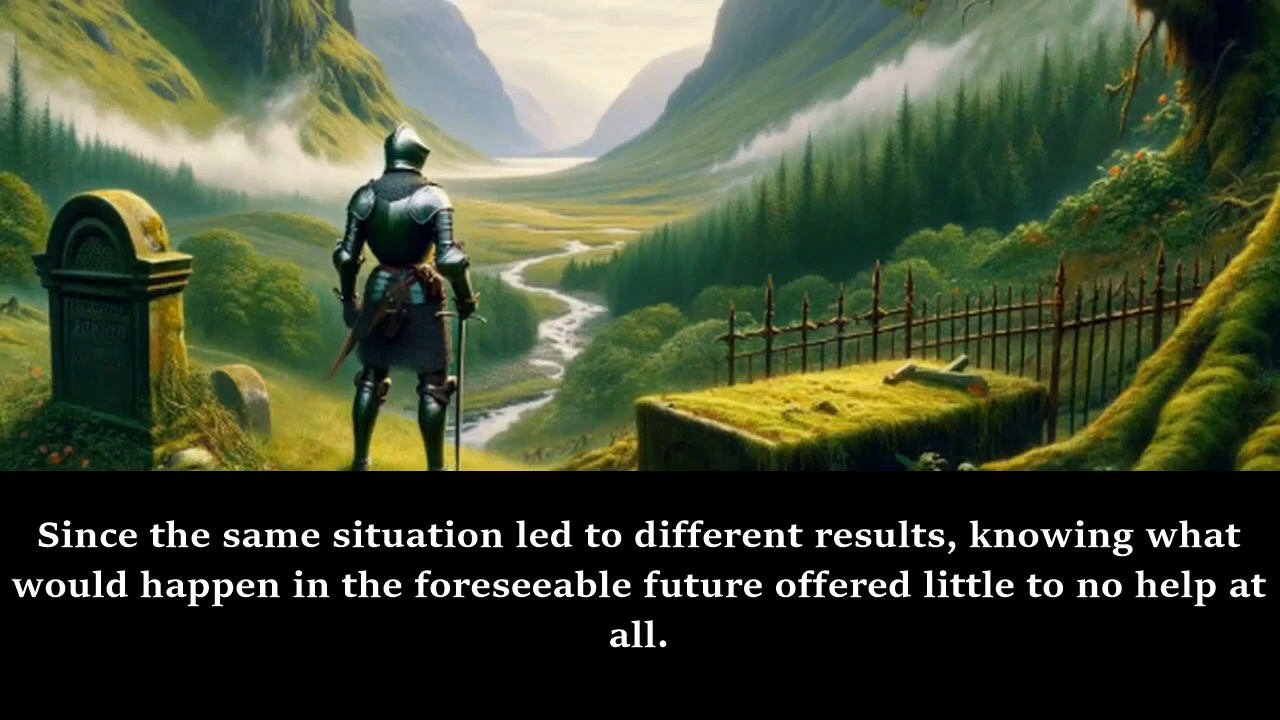 Since the same situation led to different results, knowing what
would happen in the foreseeable future offered little to no help at
all.